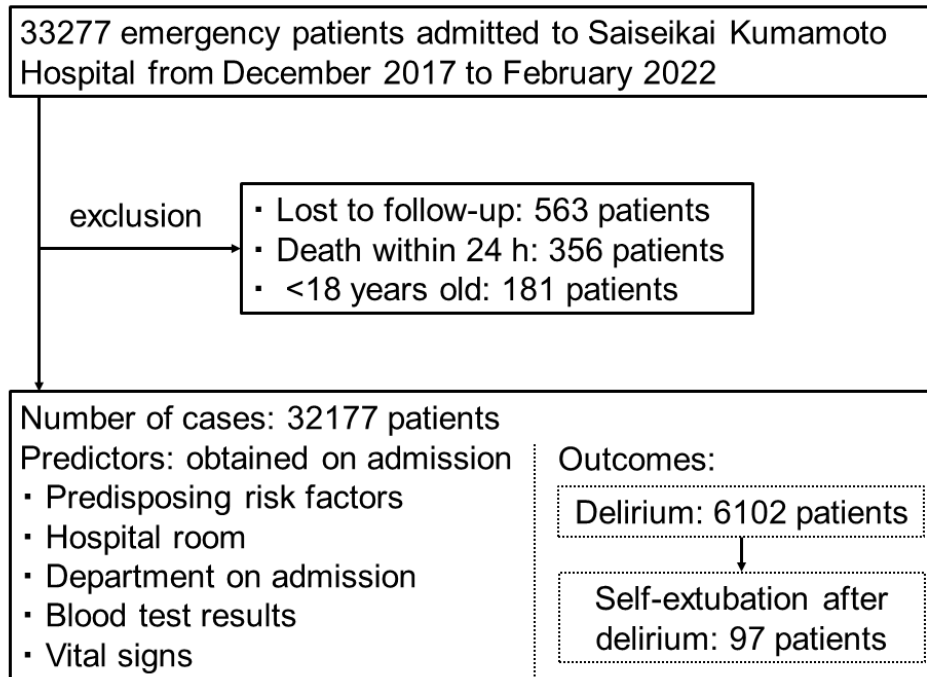 33277 emergency patients admitted to Saiseikai Kumamoto
Hospital from December 2017 to February 2022
exclusion
・Lost to follow-up: 563 patients
・Death within 24 h: 356 patients
・ <18 years old: 181 patients
Number of cases: 32177 patients
Predictors: obtained on admission
・Predisposing risk factors
・Hospital room
・Department on admission
・Blood test results
・Vital signs
Outcomes:
Delirium: 6102 patients
Self-extubation after
delirium: 97 patients